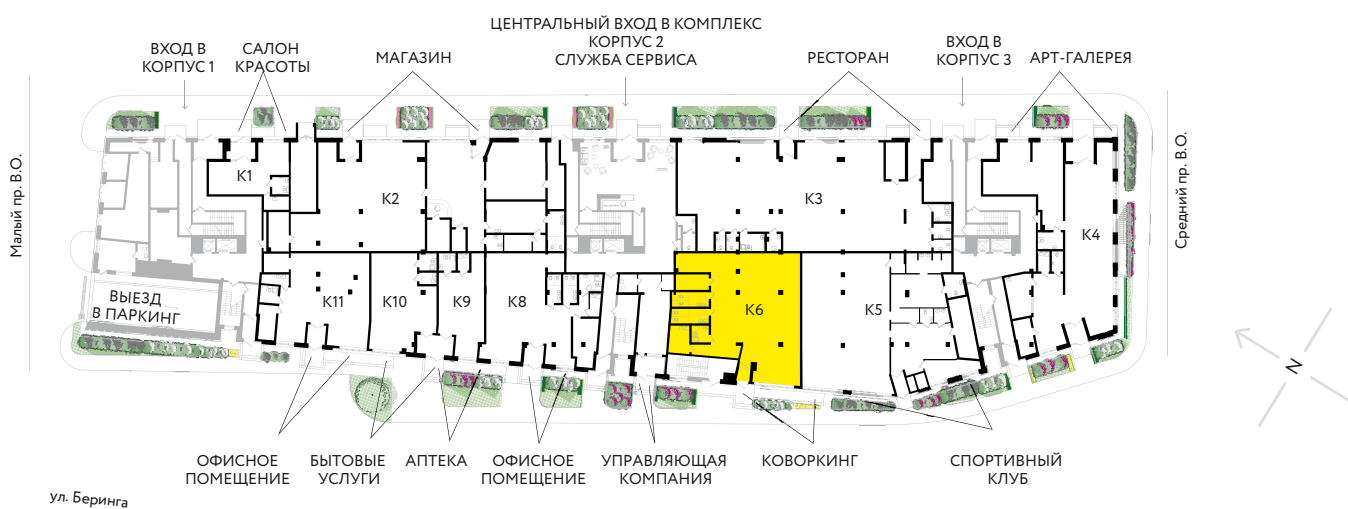 ЦЕНТРАЛЬНЫЙ ВХОД В КОМПЛЕКС
КОРПУС 2
СЛУЖБА СЕРВИСА
ВХОД В
КОРПУС 1
САЛОН
КРАСОТЫ
МАГАЗИН
РЕСТОРАН
ВХОД В
КОРПУС 3
АРТ-ГАЛЕРЕЯ
Малый пр. В.О.
Средний пр. В.О.
К1
К2
К3
К4
К11
К10
К9
К8
К6
К5
ВЫЕЗД
В ПАРКИНГ
N
ОФИСНОЕ
ПОМЕЩЕНИЕ
БЫТОВЫЕ
УСЛУГИ
АПТЕКА
ОФИСНОЕ
ПОМЕЩЕНИЕ
УПРАВЛЯЮЩАЯ
КОМПАНИЯ
КОВОРКИНГ
СПОРТИВНЫЙ
КЛУБ
ул. Беринга